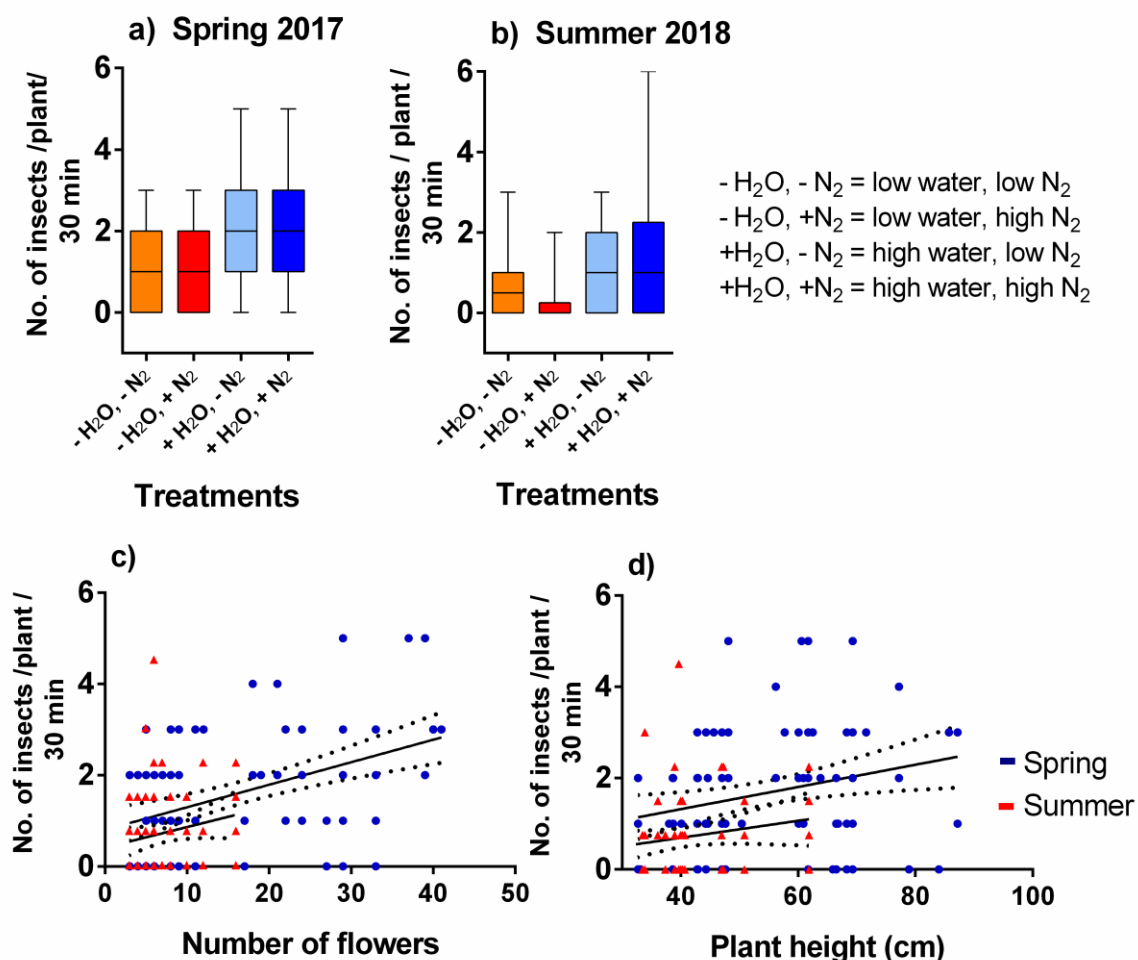 a) Spring 2017
b) Summer 2018
No. of insects /plant/
30 min
6
4
2
0
- H₂O, - N₂
- H₂O, + N₂
+ H₂O, - N₂
+ H₂O, + N₂
Treatments
No. of insects / plant /
30 min
6
4
2
0
- H₂O, - N₂
- H₂O, + N₂
+ H₂O, - N₂
+ H₂O, + N₂
Treatments
- H₂O, - N₂ = low water, low N₂
- H₂O, +N₂ = low water, high N₂
+H₂O, - N₂ = high water, low N₂
+H₂O, +N₂ = high water, high N₂
c)
No. of insects /plant /
30 min
6
4
2
0
0 10 20 30 40 50
Number of flowers
d)
No. of insects /plant /
30 min
6
4
2
0
40 60 80 100
Plant height (cm)
Spring
Summer